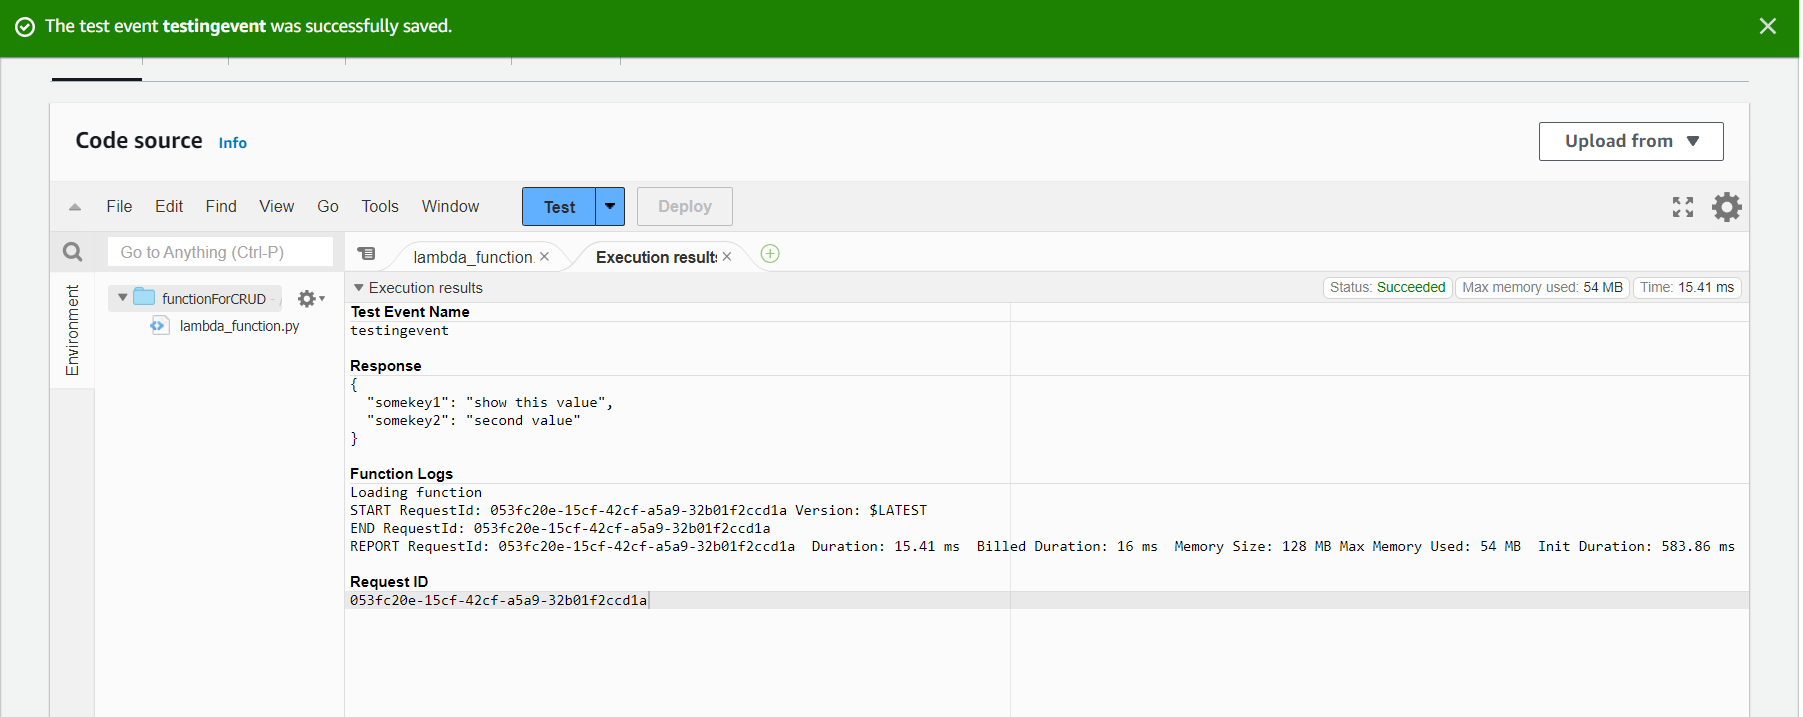 The test event testingevent was successfully saved.
Code source Info
Upload from
File Edit Find View Go Tools Window Test Deploy
Go to Anything (Ctrl-P)
lambda_function.
Execution result
Environment
functionForCRUD - /
lambda_function.py
Execution results
Status: Succeeded
Max memory used: 54 MB
Time: 15.41 ms
Test Event Name
testingevent
Response
{
"somekey1": "show this value",
"somekey2": "second value"
}
Function Logs
Loading function
START RequestId: 053fc20e-15cf-42cf-a5a9-32b01f2ccd1a Version: $LATEST
END RequestId: 053fc20e-15cf-42cf-a5a9-32b01f2ccd1a
REPORT RequestId: 053fc20e-15cf-42cf-a5a9-32b01f2ccd1a Duration: 15.41 ms Billed Duration: 16 ms Memory Size: 128 MB Max Memory Used: 54 MB Init Duration: 583.86 ms
Request ID
053fc20e-15cf-42cf-a5a9-32b01f2ccd1a